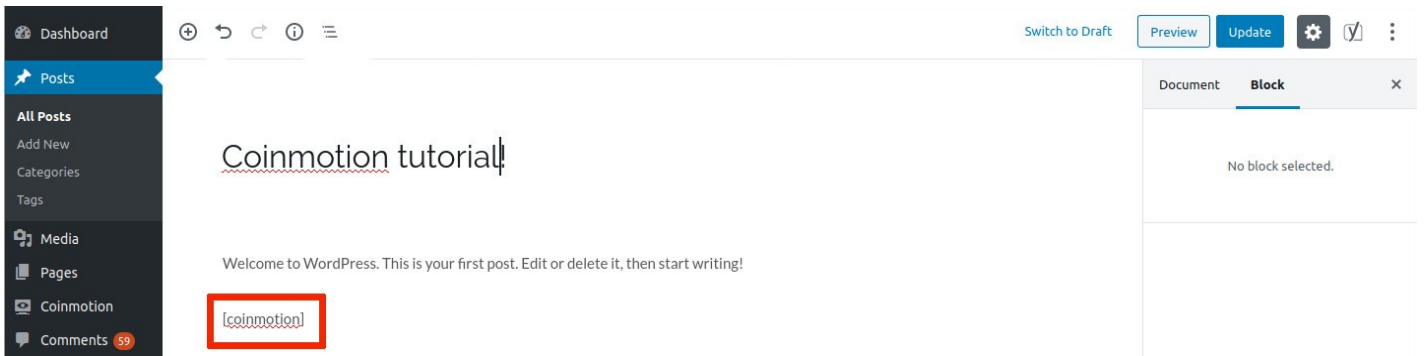 Dashboard
Switch to Draft
Preview
Update
Posts
Document
Block
All Posts
Add New
Categories
Tags
Coinmotion tutorial!
No block selected.
Media
Pages
Coinmotion
Comments 59
Welcome to WordPress. This is your first post. Edit or delete it, then start writing!
[coinmotion]